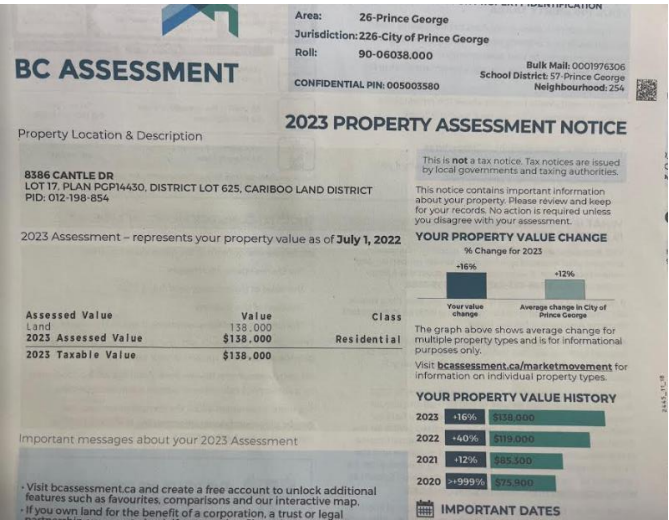 PROPERTY IDENTIFICATION
Area: 26-Prince George
Jurisdiction: 226-City of Prince George
Roll: 90-06038.000
CONFIDENTIAL PIN: 005003580
Bulk Mail: 0001976306
School District: 57-Prince George
Neighbourhood: 254
BC ASSESSMENT
2023 PROPERTY ASSESSMENT NOTICE
Property Location & Description
8386 CANTLE DR
LOT 17, PLAN PGP14430, DISTRICT LOT 625, CARIBOO LAND DISTRICT
PID: 012-198-854
2023 Assessment – represents your property value as of July 1, 2022
Assessed Value Value Class
Land 138,000
2023 Assessed Value $138,000 Residential
2023 Taxable Value $138,000
Important messages about your 2023 Assessment
• Visit bcassessment.ca and create a free account to unlock additional
features such as favourites, comparisons and our interactive map.
• If you own land for the benefit of a corporation, a trust or legal
This is not a tax notice. Tax notices are issued
by local governments and taxing authorities.
This notice contains important information
about your property. Please review and keep
for your records. No action is required unless
you disagree with your assessment.
YOUR PROPERTY VALUE CHANGE
% Change for 2023
+16%
+12%
Your value
change
Average change in City of
Prince George
The graph above shows average change for
multiple property types and is for informational
purposes only.
Visit bcassessment.ca/marketmovement for
information on individual property types.
YOUR PROPERTY VALUE HISTORY
2023 +16% $138,000
2022 +40% $119,000
2021 +12% $85,300
2020 >+999% $75,900
IMPORTANT DATES